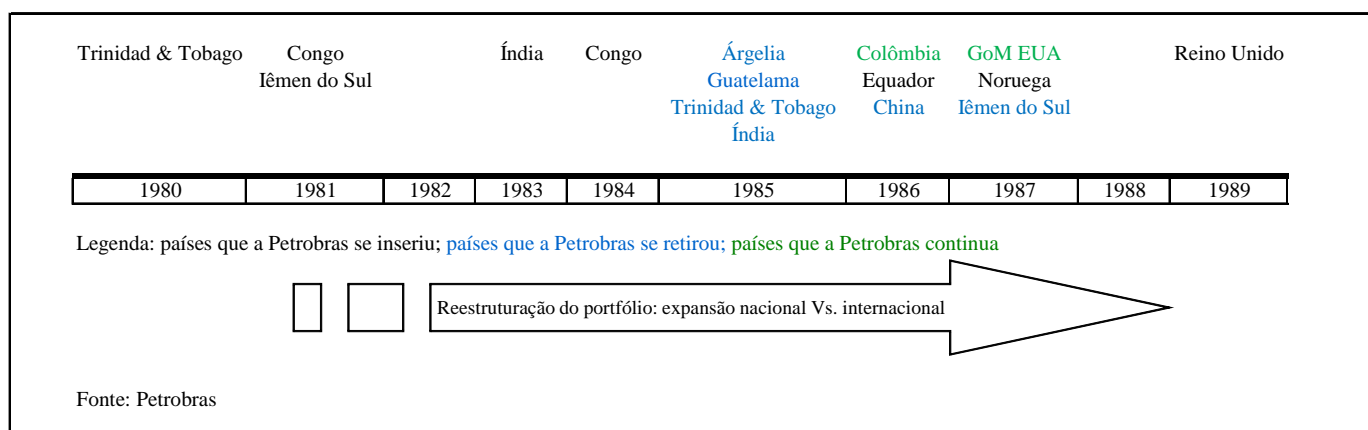 Trinidad & Tobago Congo Índia Congo Árgelia Colômbia GoM EUA Reino Unido
Iêmen do Sul Guatelama Equador Noruega
Trinidad & Tobago China Iêmen do Sul
Índia
1980 1981 1982 1983 1984 1985 1986 1987 1988 1989
Legenda: países que a Petrobras se inseriu; países que a Petrobras se retirou; países que a Petrobras continua
Reestruturação do portfólio: expansão nacional Vs. internacional
Fonte: Petrobras